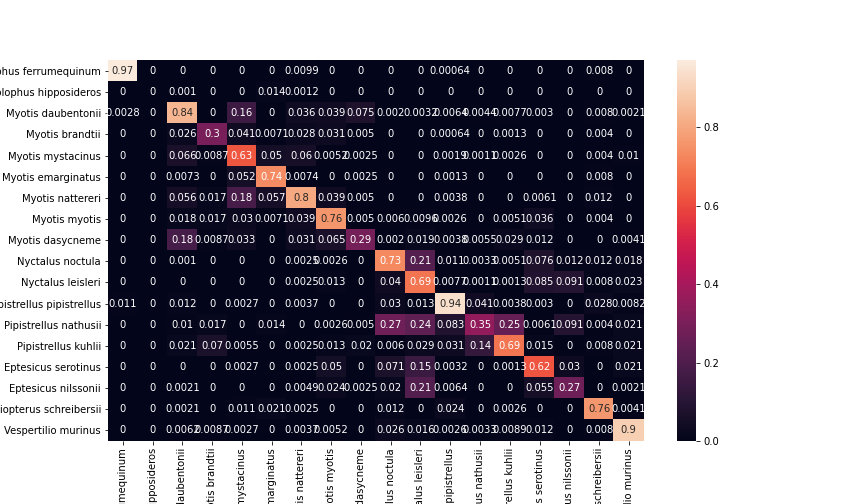 phus ferrumequinum 0.97 0 0 0 0 0 0.0099 0 0 0 0 0.00064 0 0 0 0 0.008 0
olophus hipposideros 0 0 0.001 0 0 0.014 0.0012 0 0 0 0 0 0 0 0 0 0 0
Myotis daubentonii 0.0028 0 0.84 0 0.16 0 0.036 0.039 0.075 0.002 0.0032 0.0064 0.0044 0.0077 0.003 0 0.008 0.0021
Myotis brandtii 0 0 0.026 0.3 0.041 0.0071 0.028 0.031 0.005 0 0 0.00064 0 0.0013 0 0 0.004 0
Myotis mystacinus 0 0 0.066 0.0087 0.63 0.05 0.06 0.0052 0.0025 0 0 0.0019 0.0011 0.0026 0 0 0.004 0.01
Myotis emarginatus 0 0 0.0073 0 0.052 0.74 0.0074 0 0.0025 0 0 0.0013 0 0 0 0 0.008 0
Myotis nattereri 0 0 0.056 0.017 0.18 0.057 0.8 0.039 0.005 0 0 0.0038 0 0 0.0061 0 0.012 0
Myotis myotis 0 0 0.018 0.017 0.03 0.0071 0.039 0.76 0.005 0.006 0.0096 0.0026 0 0.0051 0.036 0 0.004 0
Myotis dasycneme 0 0 0.18 0.0087 0.033 0 0.031 0.065 0.29 0.002 0.019 0.0038 0.0055 0.029 0.012 0 0 0.0041
Nyctalus noctula 0 0 0.001 0 0 0 0.0025 0.0026 0 0.73 0.21 0.011 0.0033 0.0051 0.076 0.012 0.012 0.018
Nyctalus leisleri 0 0 0 0 0 0 0.0025 0.013 0 0.04 0.69 0.0077 0.0011 0.0013 0.085 0.091 0.008 0.023
pistrellus pipistrellus 0.011 0 0.012 0 0.0027 0 0.0037 0 0 0.03 0.013 0.94 0.041 0.0038 0.003 0 0.028 0.0082
Pipistrellus nathusii 0 0 0.01 0.017 0 0.014 0 0.0026 0.005 0.27 0.24 0.083 0.35 0.25 0.0061 0.091 0.004 0.021
Pipistrellus kuhlii 0 0 0.021 0.07 0.0055 0 0.0025 0.013 0.02 0.006 0.029 0.031 0.14 0.69 0.015 0 0.008 0.021
Eptesicus serotinus 0 0 0 0 0.0027 0 0.0025 0.05 0 0.071 0.15 0.0032 0 0.0013 0.62 0.03 0 0.021
Eptesicus nilssonii 0 0 0.0021 0 0 0 0.0049 0.024 0.0025 0.02 0.21 0.0064 0 0 0.055 0.27 0 0.0021
iopterus schreibersii 0 0 0.0021 0 0.011 0.021 0.0025 0 0 0.012 0 0.024 0 0.0026 0 0 0.76 0.0041
Vespertilio murinus 0 0 0.0062 0.0087 0.0027 0 0.0037 0.0052 0 0.026 0.016 0.0026 0.0033 0.0089 0.012 0 0 0.9
mequinum
pposideros
daubentonii
tis brandtii
mystacinus
marginatus
is nattereri
otis myotis
dasycneme
lus noctula
alus leisleri
pipistrellus
us nathusii
rellus kuhlii
s serotinus
s nilssonii
schreibersii
lio murinus
0.8
0.6
0.4
0.2
0.0